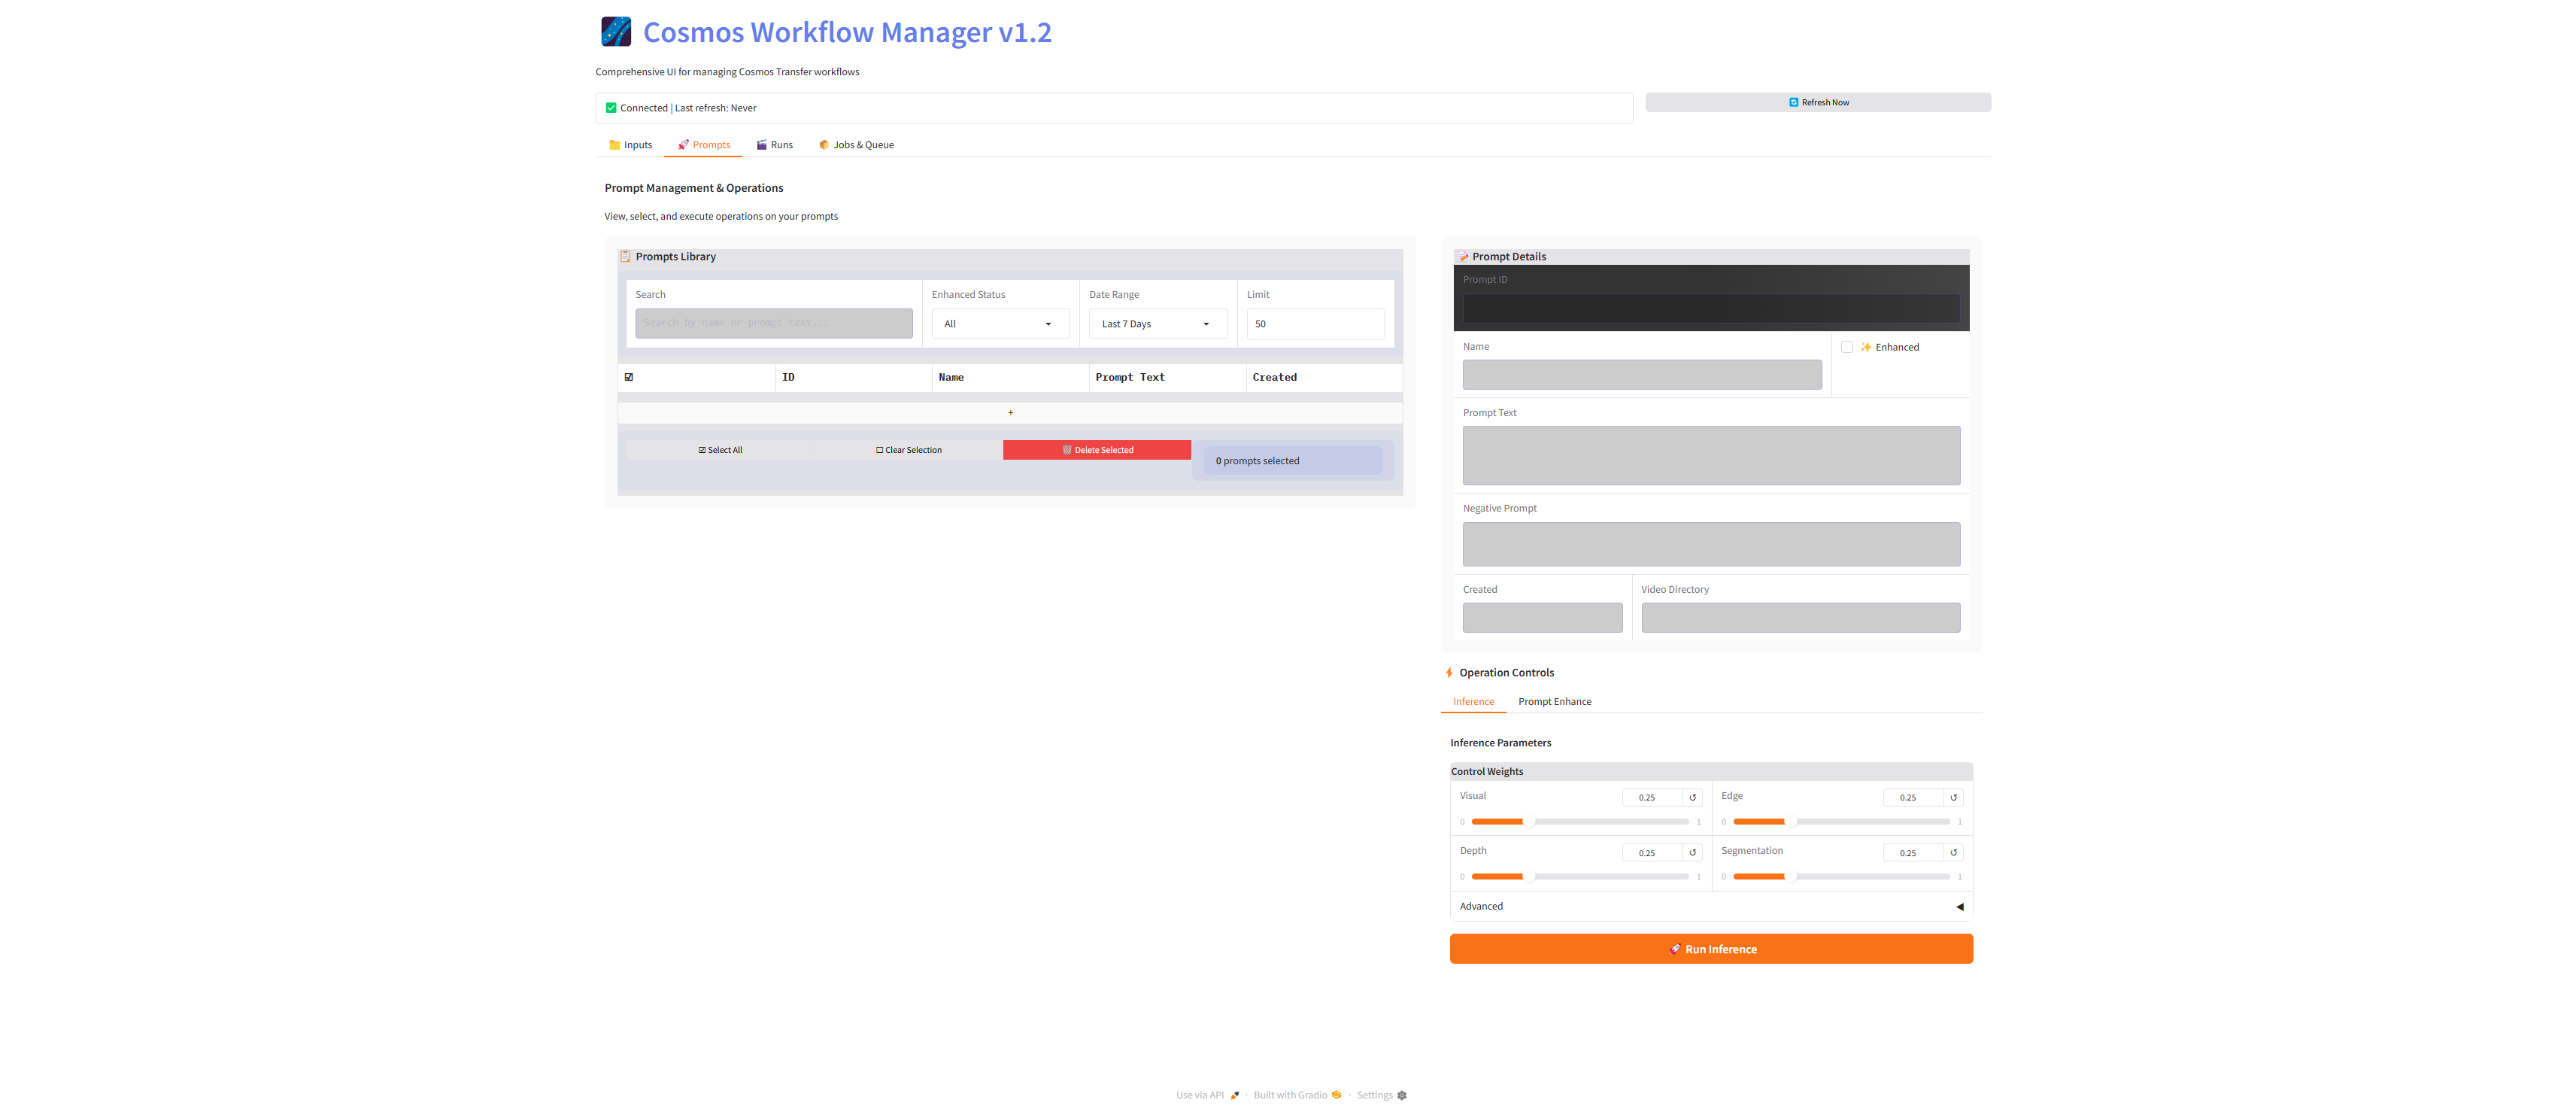 Cosmos Workflow Manager v1.2
Comprehensive UI for managing Cosmos Transfer workflows
✅ Connected | Last refresh: Never
🔄 Refresh Now
📁 Inputs 🚀 Prompts 🎬 Runs 📦 Jobs & Queue
Prompt Management & Operations
View, select, and execute operations on your prompts
📋 Prompts Library
Search Enhanced Status Date Range Limit
Search by name or prompt text... All Last 7 Days 50
☑ ID Name Prompt Text Created
+
☑ Select All ☐ Clear Selection 🗑️ Delete Selected 0 prompts selected
📝 Prompt Details
Prompt ID
Name ✨ Enhanced
Prompt Text
Negative Prompt
Created Video Directory
⚡ Operation Controls
Inference Prompt Enhance
Inference Parameters
Control Weights
Visual 0.25 ↺ Edge 0.25 ↺
0 1 0 1
Depth 0.25 ↺ Segmentation 0.25 ↺
0 1 0 1
Advanced ◀
🚀 Run Inference
Use via API 🚀 · Built with Gradio · Settings ⚙